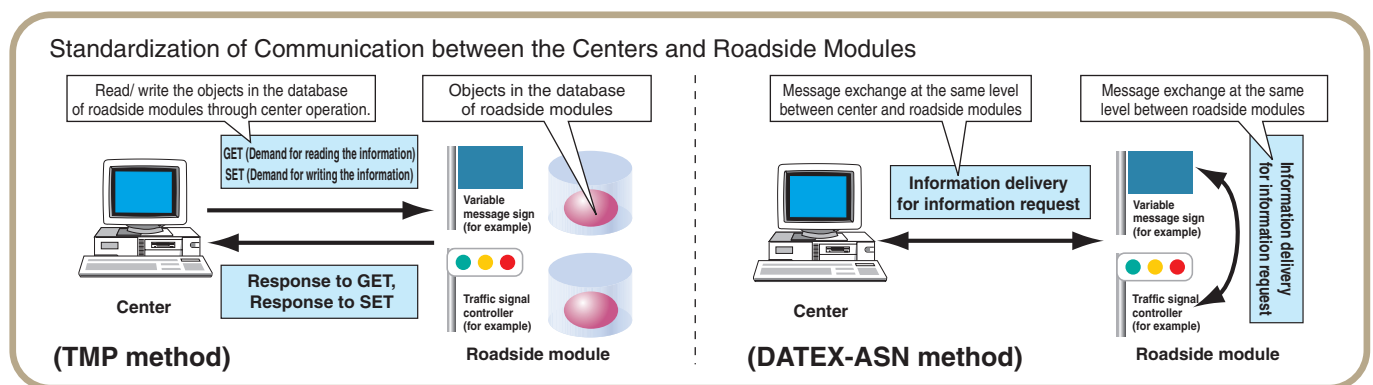 Standardization of Communication between the Centers and Roadside Modules
Read/ write the objects in the database
of roadside modules through center operation.
Objects in the database
of roadside modules
GET (Demand for reading the information)
SET (Demand for writing the information)
Variable
message sign
(for example)
Response to GET,
Response to SET
Center
Traffic signal
controller
(for example)
(TMP method)
Roadside module
Message exchange at the same level
between center and roadside modules
Message exchange at the same
level between roadside modules
Information delivery
for information request
Variable
message sign
(for example)
Information delivery
for information request
Center
Traffic signal
controller
(for example)
(DATEX-ASN method)
Roadside module